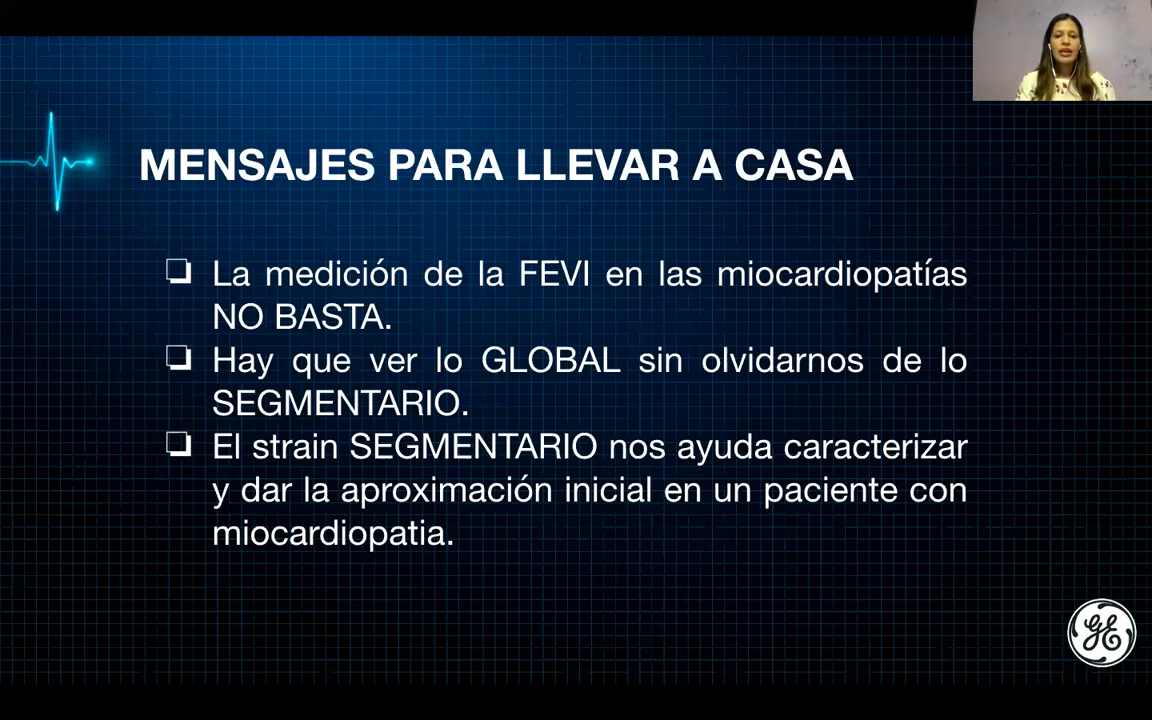 MENSAJES PARA LLEVAR A CASA
❏ La medición de la FEVI en las miocardiopatías
NO BASTA.
❏ Hay que ver lo GLOBAL sin olvidarnos de lo
SEGMENTARIO.
❏ El strain SEGMENTARIO nos ayuda caracterizar
y dar la aproximación inicial en un paciente con
miocardiopatia.
GE